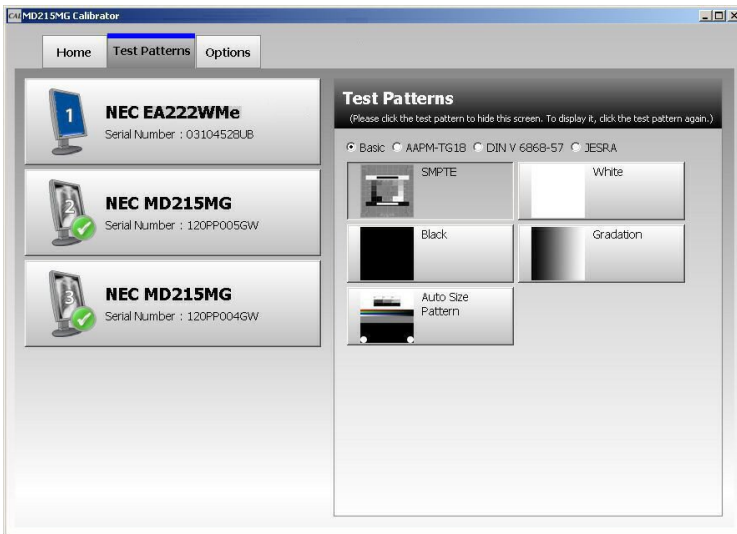 CAL MD215MG Calibrator
Home Test Patterns Options
1
NEC EA222WMe
Serial Number : 03104528UB
2
NEC MD215MG
Serial Number : 120PP005GW
3
NEC MD215MG
Serial Number : 120PP004GW
Test Patterns
(Please click the test pattern to hide this screen. To display it, click the test pattern again.)
Basic AAPM-TG18 DIN V 6868-57 JESRA
SMPTE White
Black Gradation
Auto Size
Pattern